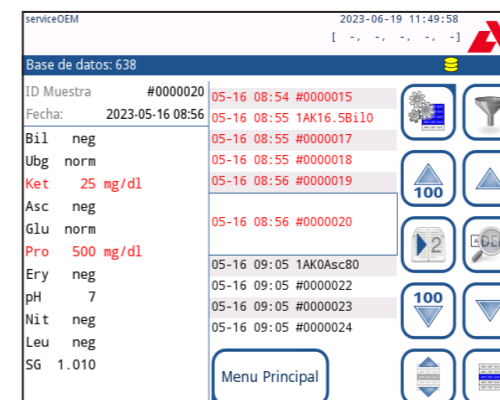 serviceOEM
2023-06-19 11:49:58
[ -, -, -, -, -]
Base de datos: 638
ID Muestra #0000020
Fecha: 2023-05-16 08:56
Bil neg
Ubg norm
Ket 25 mg/dl
Asc neg
Glu norm
Pro 500 mg/dl
Ery neg
pH 7
Nit neg
Leu neg
SG 1.010
05-16 08:54 #0000015
05-16 08:55 1AK16.5Bil0
05-16 08:55 #0000017
05-16 08:55 #0000018
05-16 08:56 #0000019
05-16 08:56 #0000020
05-16 09:05 1AK0Asc80
05-16 09:05 #0000022
05-16 09:05 #0000023
05-16 09:05 #0000024
Menu Principal
100
2
100